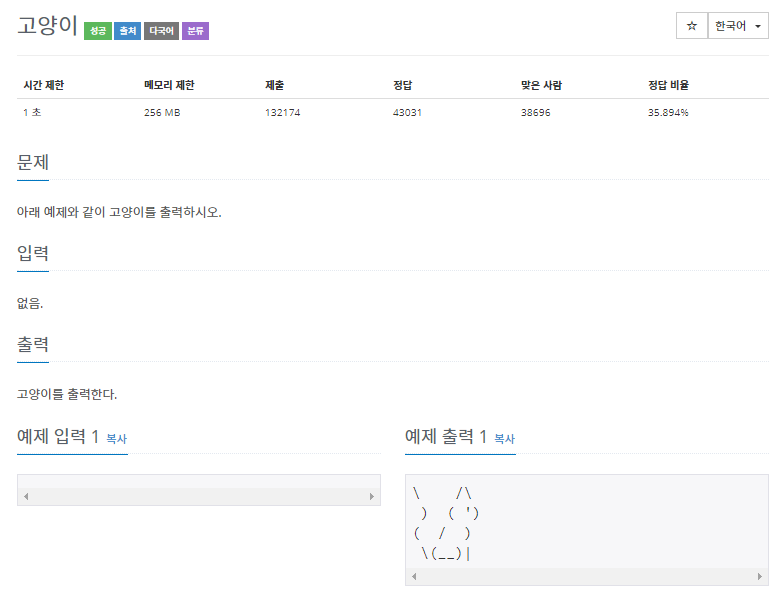 고양이 성공 출처 다국어 분류
☆ 한국어
시간 제한 메모리 제한 제출 정답 맞은 사람 정답 비율
1 초 256 MB 132174 43031 38696 35.894%
문제
아래 예제와 같이 고양이를 출력하시오.
입력
없음.
출력
고양이를 출력한다.
예제 입력 1 복사
예제 출력 1 복사
\    /\
 )  ( ')
(  /  )
 \(__)|